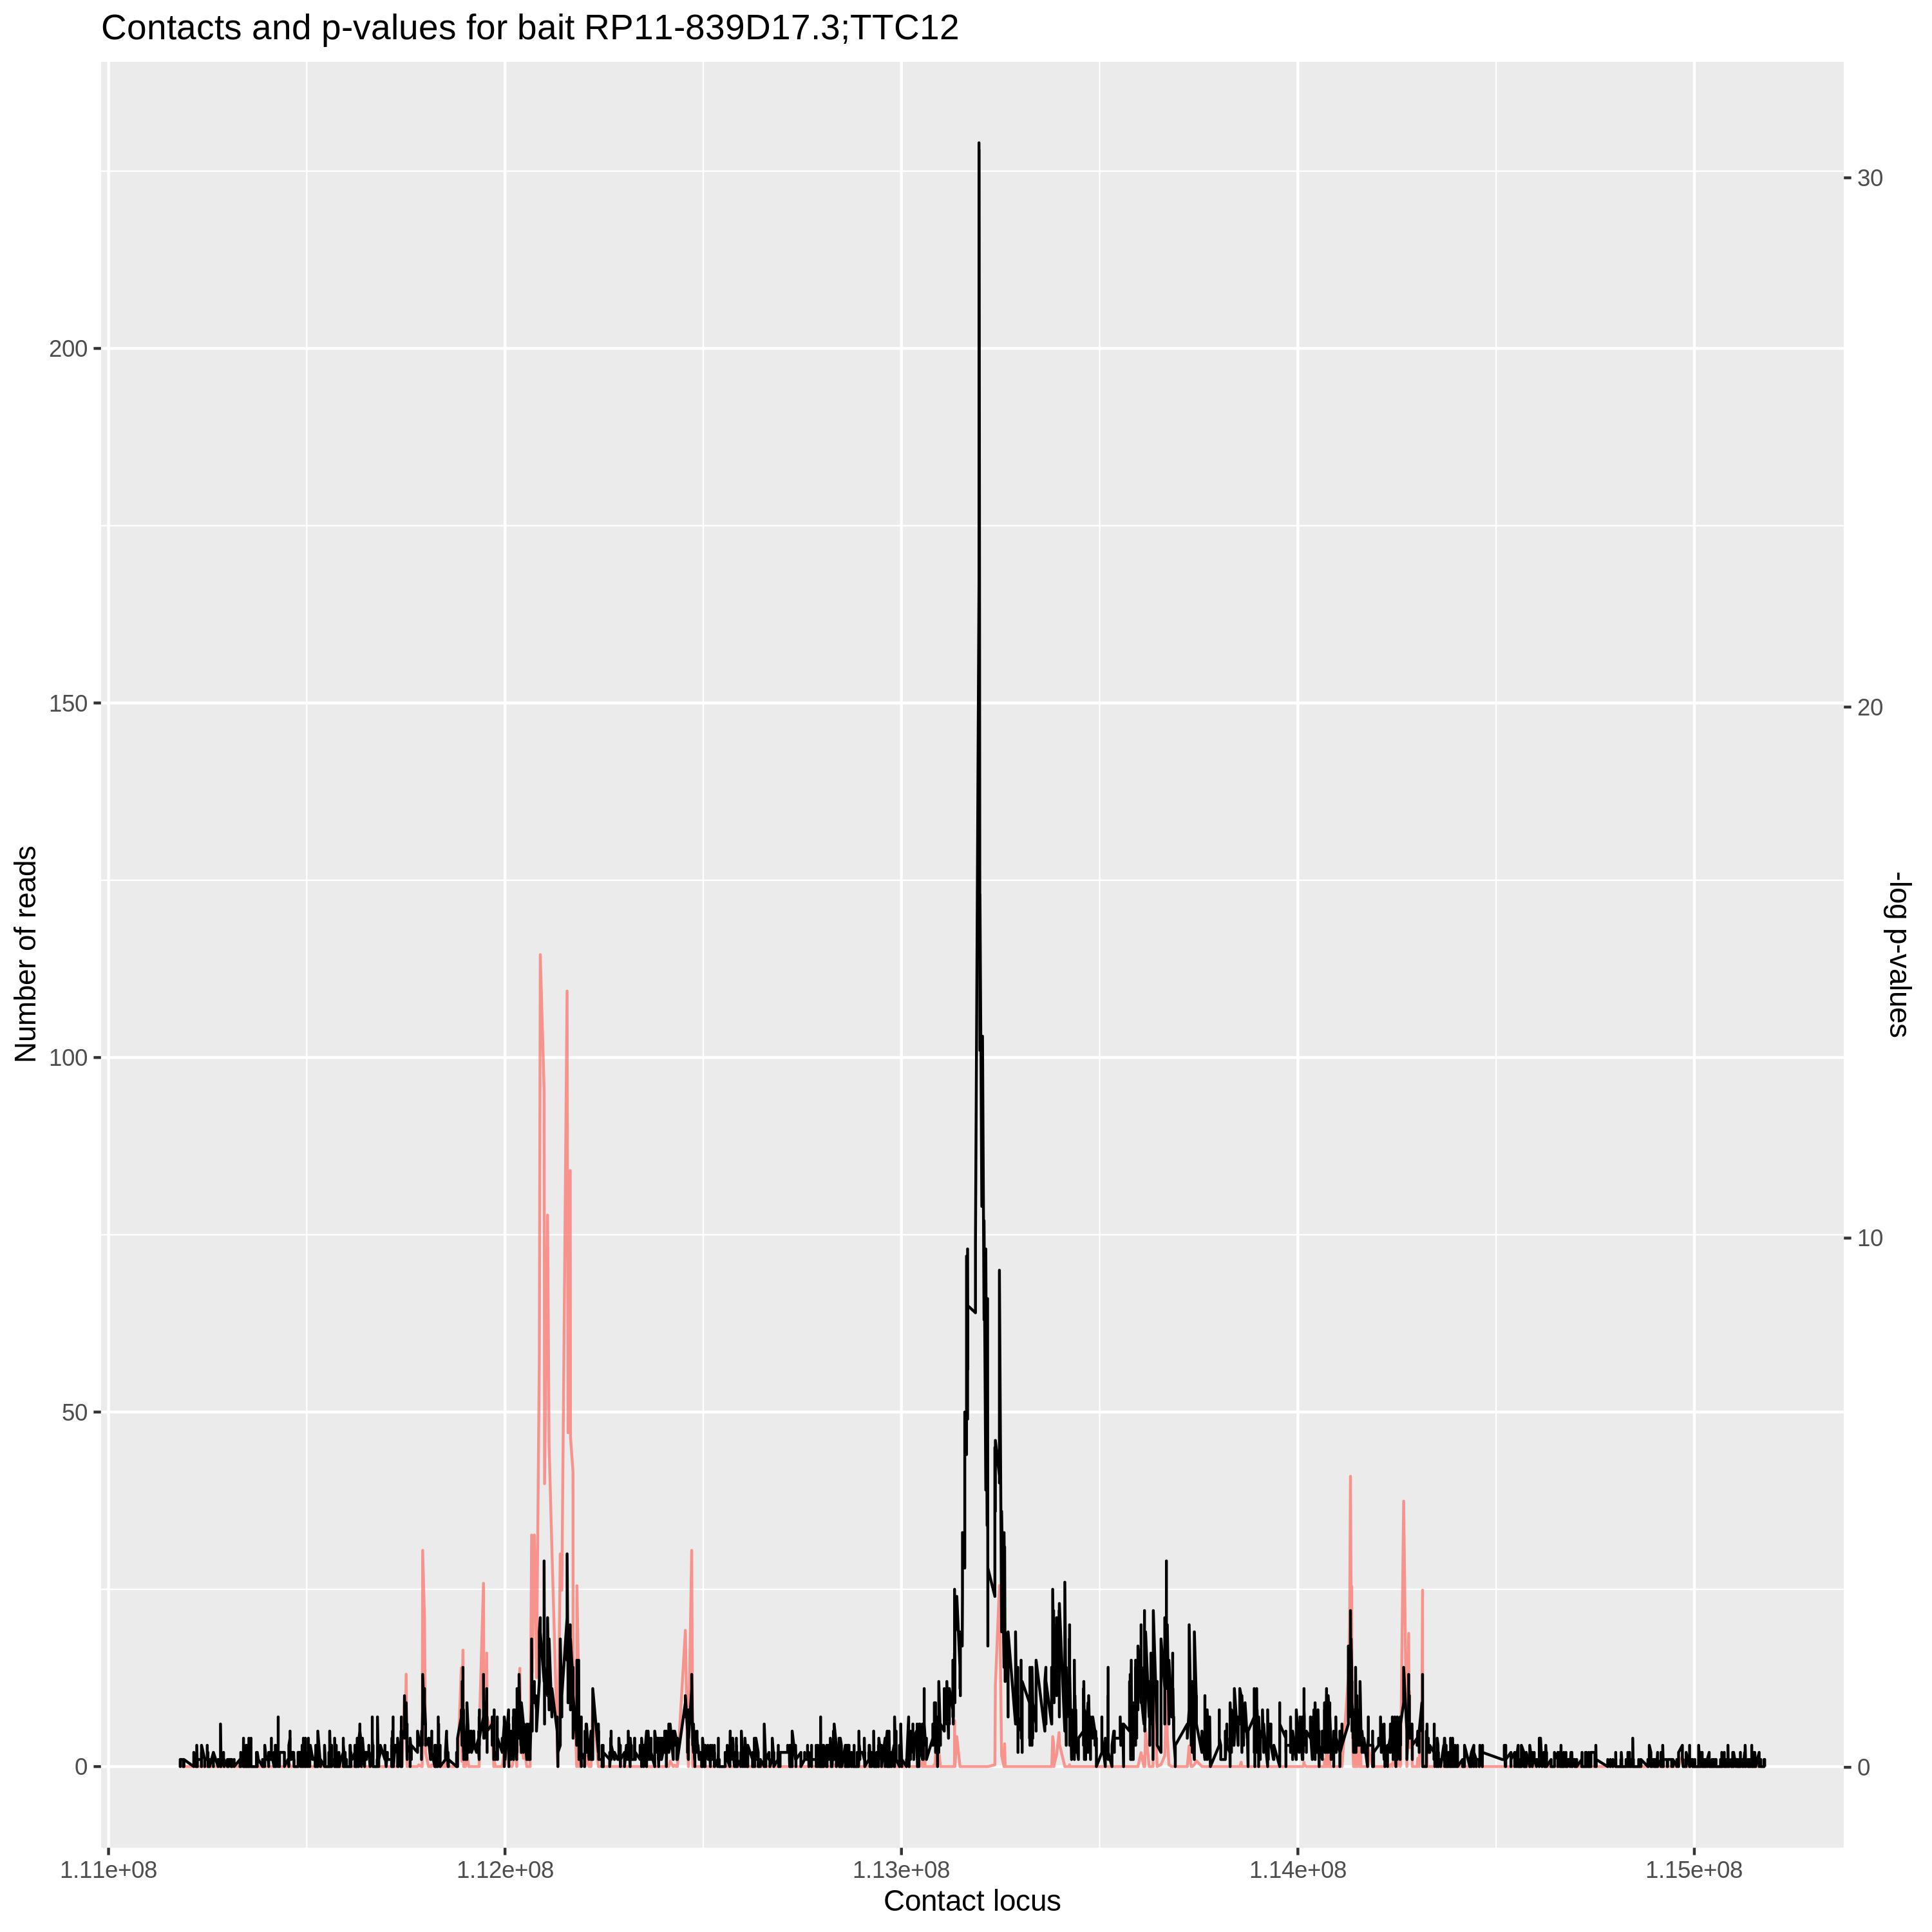 Contacts and p-values for bait RP11-839D17.3;TTC12
Number of reads
200
150
100
50
0
30
20
10
0
-log p-values
1.11e+08
1.12e+08
1.13e+08
1.14e+08
1.15e+08
Contact locus